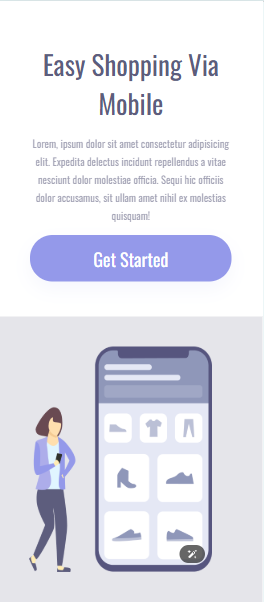 Easy Shopping Via
Mobile
Lorem, ipsum dolor sit amet consectetur adipisicing
elit. Expedita delectus incidunt repellendus a vitae
nesciunt dolor molestiae officia. Sequi hic officiis
dolor accusamus, sit ullam amet nihil ex molestias
quisquam!
Get Started